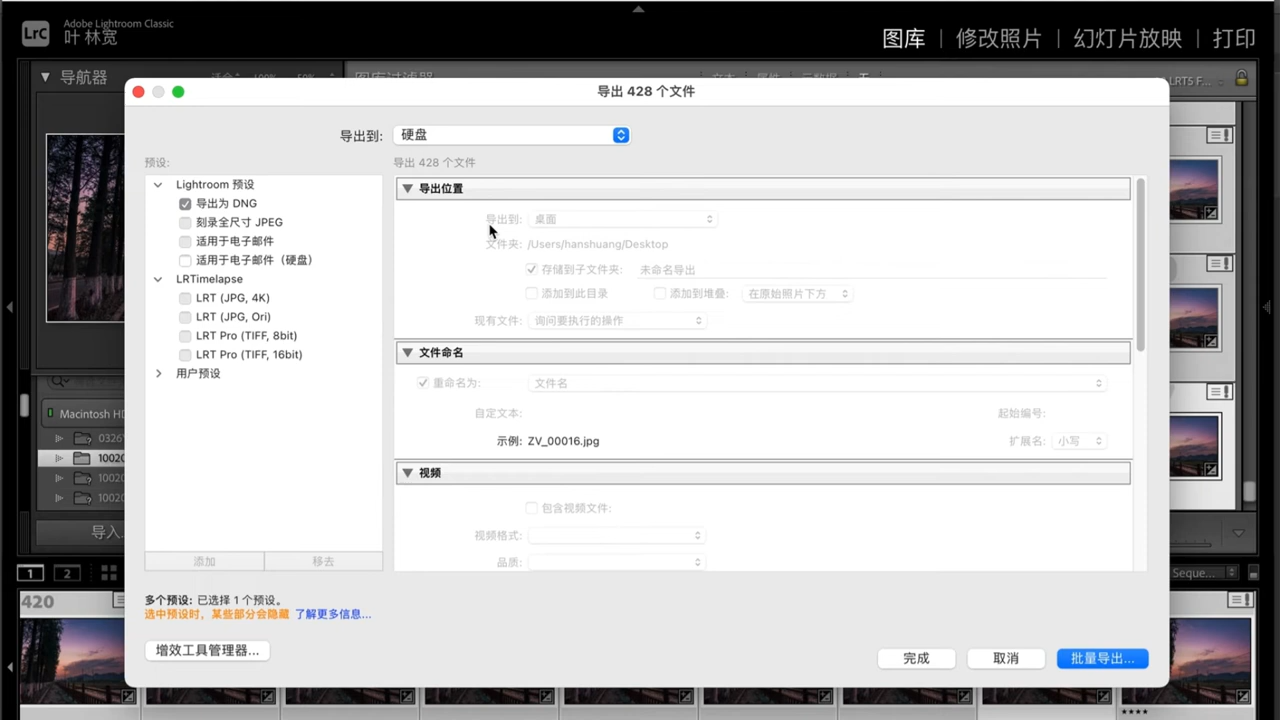 Adobe Lightroom Classic
LrC
叶 林宽
图库 | 修改照片 | 幻灯片放映 | 打印
导航器
LRT5 F...
导出 428 个文件
导出到: 硬盘
预设:
导出 428 个文件
Lightroom 预设
导出为 DNG
刻录全尺寸 JPEG
适用于电子邮件
适用于电子邮件（硬盘）
LRTimelapse
LRT (JPG, 4K)
LRT (JPG, Ori)
LRT Pro (TIFF, 8bit)
LRT Pro (TIFF, 16bit)
用户预设
添加
移去
导出位置
导出到: 桌面
文件夹: /Users/hanshuang/Desktop
存储到子文件夹: 未命名导出
添加到此目录 添加到堆叠: 在原始照片下方
现有文件: 询问要执行的操作
文件命名
重命名为: 文件名
自定文本: 起始编号:
示例: ZV_00016.jpg 扩展名: 小写
视频
包含视频文件:
视频格式:
品质:
多个预设: 已选择 1 个预设。
选中预设时，某些部分会隐藏 了解更多信息...
增效工具管理器...
完成
取消
批量导出...
Macintosh HD
0326
10020
10020
10020
导入...
1 2
Seque...
420